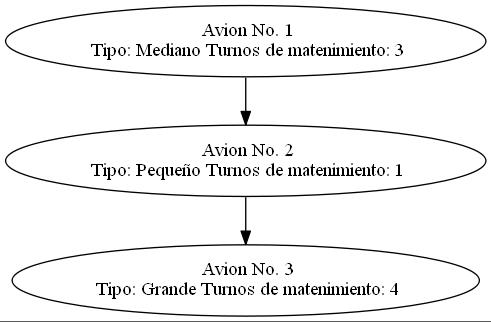 Avion No. 1
Tipo: Mediano Turnos de matenimiento: 3
Avion No. 2
Tipo: Pequeño Turnos de matenimiento: 1
Avion No. 3
Tipo: Grande Turnos de matenimiento: 4